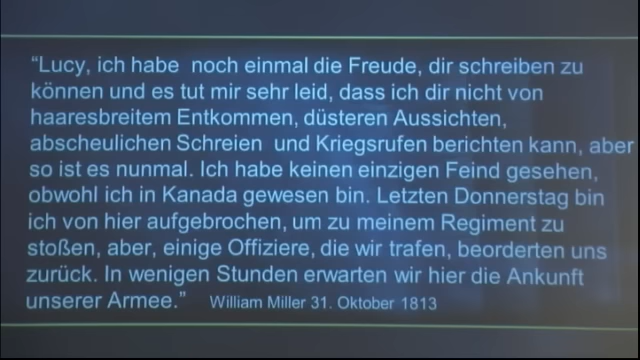 “Lucy, ich habe noch einmal die Freude, dir schreiben zu
können und es tut mir sehr leid, dass ich dir nicht von
haaresbreitem Entkommen, düsteren Aussichten,
abscheulichen Schreien und Kriegsrufen berichten kann, aber
so ist es nunmal. Ich habe keinen einzigen Feind gesehen,
obwohl ich in Kanada gewesen bin. Letzten Donnerstag bin
ich von hier aufgebrochen, um zu meinem Regiment zu
stoßen, aber, einige Offiziere, die wir trafen, beorderten uns
zurück. In wenigen Stunden erwarten wir hier die Ankunft
unserer Armee.” William Miller 31. Oktober 1813